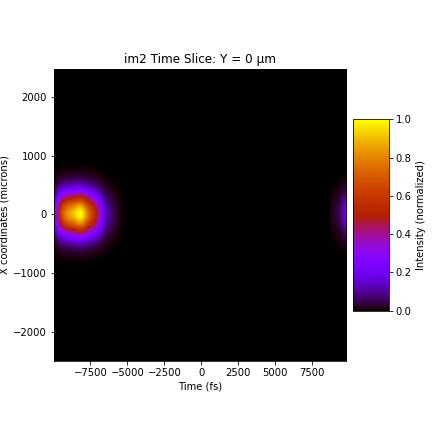 im2 Time Slice: Y = 0 μm
X coordinates (microns)
2000
1000
0
−1000
−2000
−7500 −5000 −2500 0 2500 5000 7500
Time (fs)
1.0
0.8
0.6
0.4
0.2
0.0
Intensity (normalized)